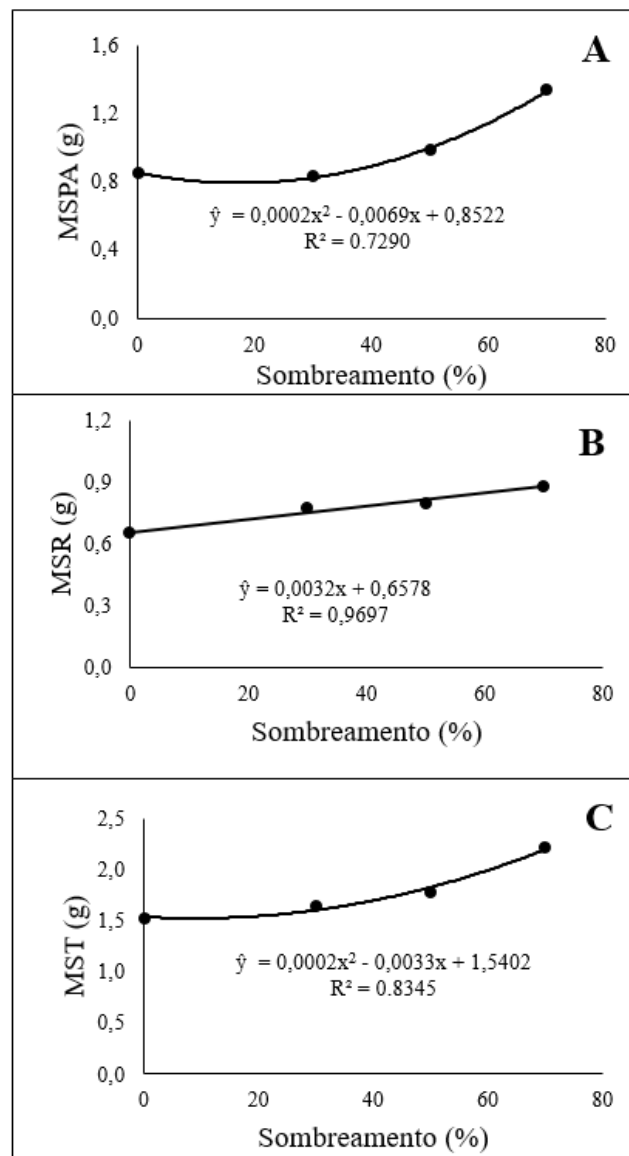 A
MSPA (g)
1,6
1,2
0,8
0,4
0,0
ŷ = 0,0002x² - 0,0069x + 0,8522
R² = 0.7290
0 20 40 60 80
Sombreamento (%)
B
MSR (g)
1,2
0,9
0,6
0,3
0,0
ŷ = 0,0032x + 0,6578
R² = 0,9697
0 20 40 60 80
Sombreamento (%)
C
MST (g)
2,5
2,0
1,5
1,0
0,5
0,0
ŷ = 0,0002x² - 0,0033x + 1,5402
R² = 0.8345
0 20 40 60 80
Sombreamento (%)